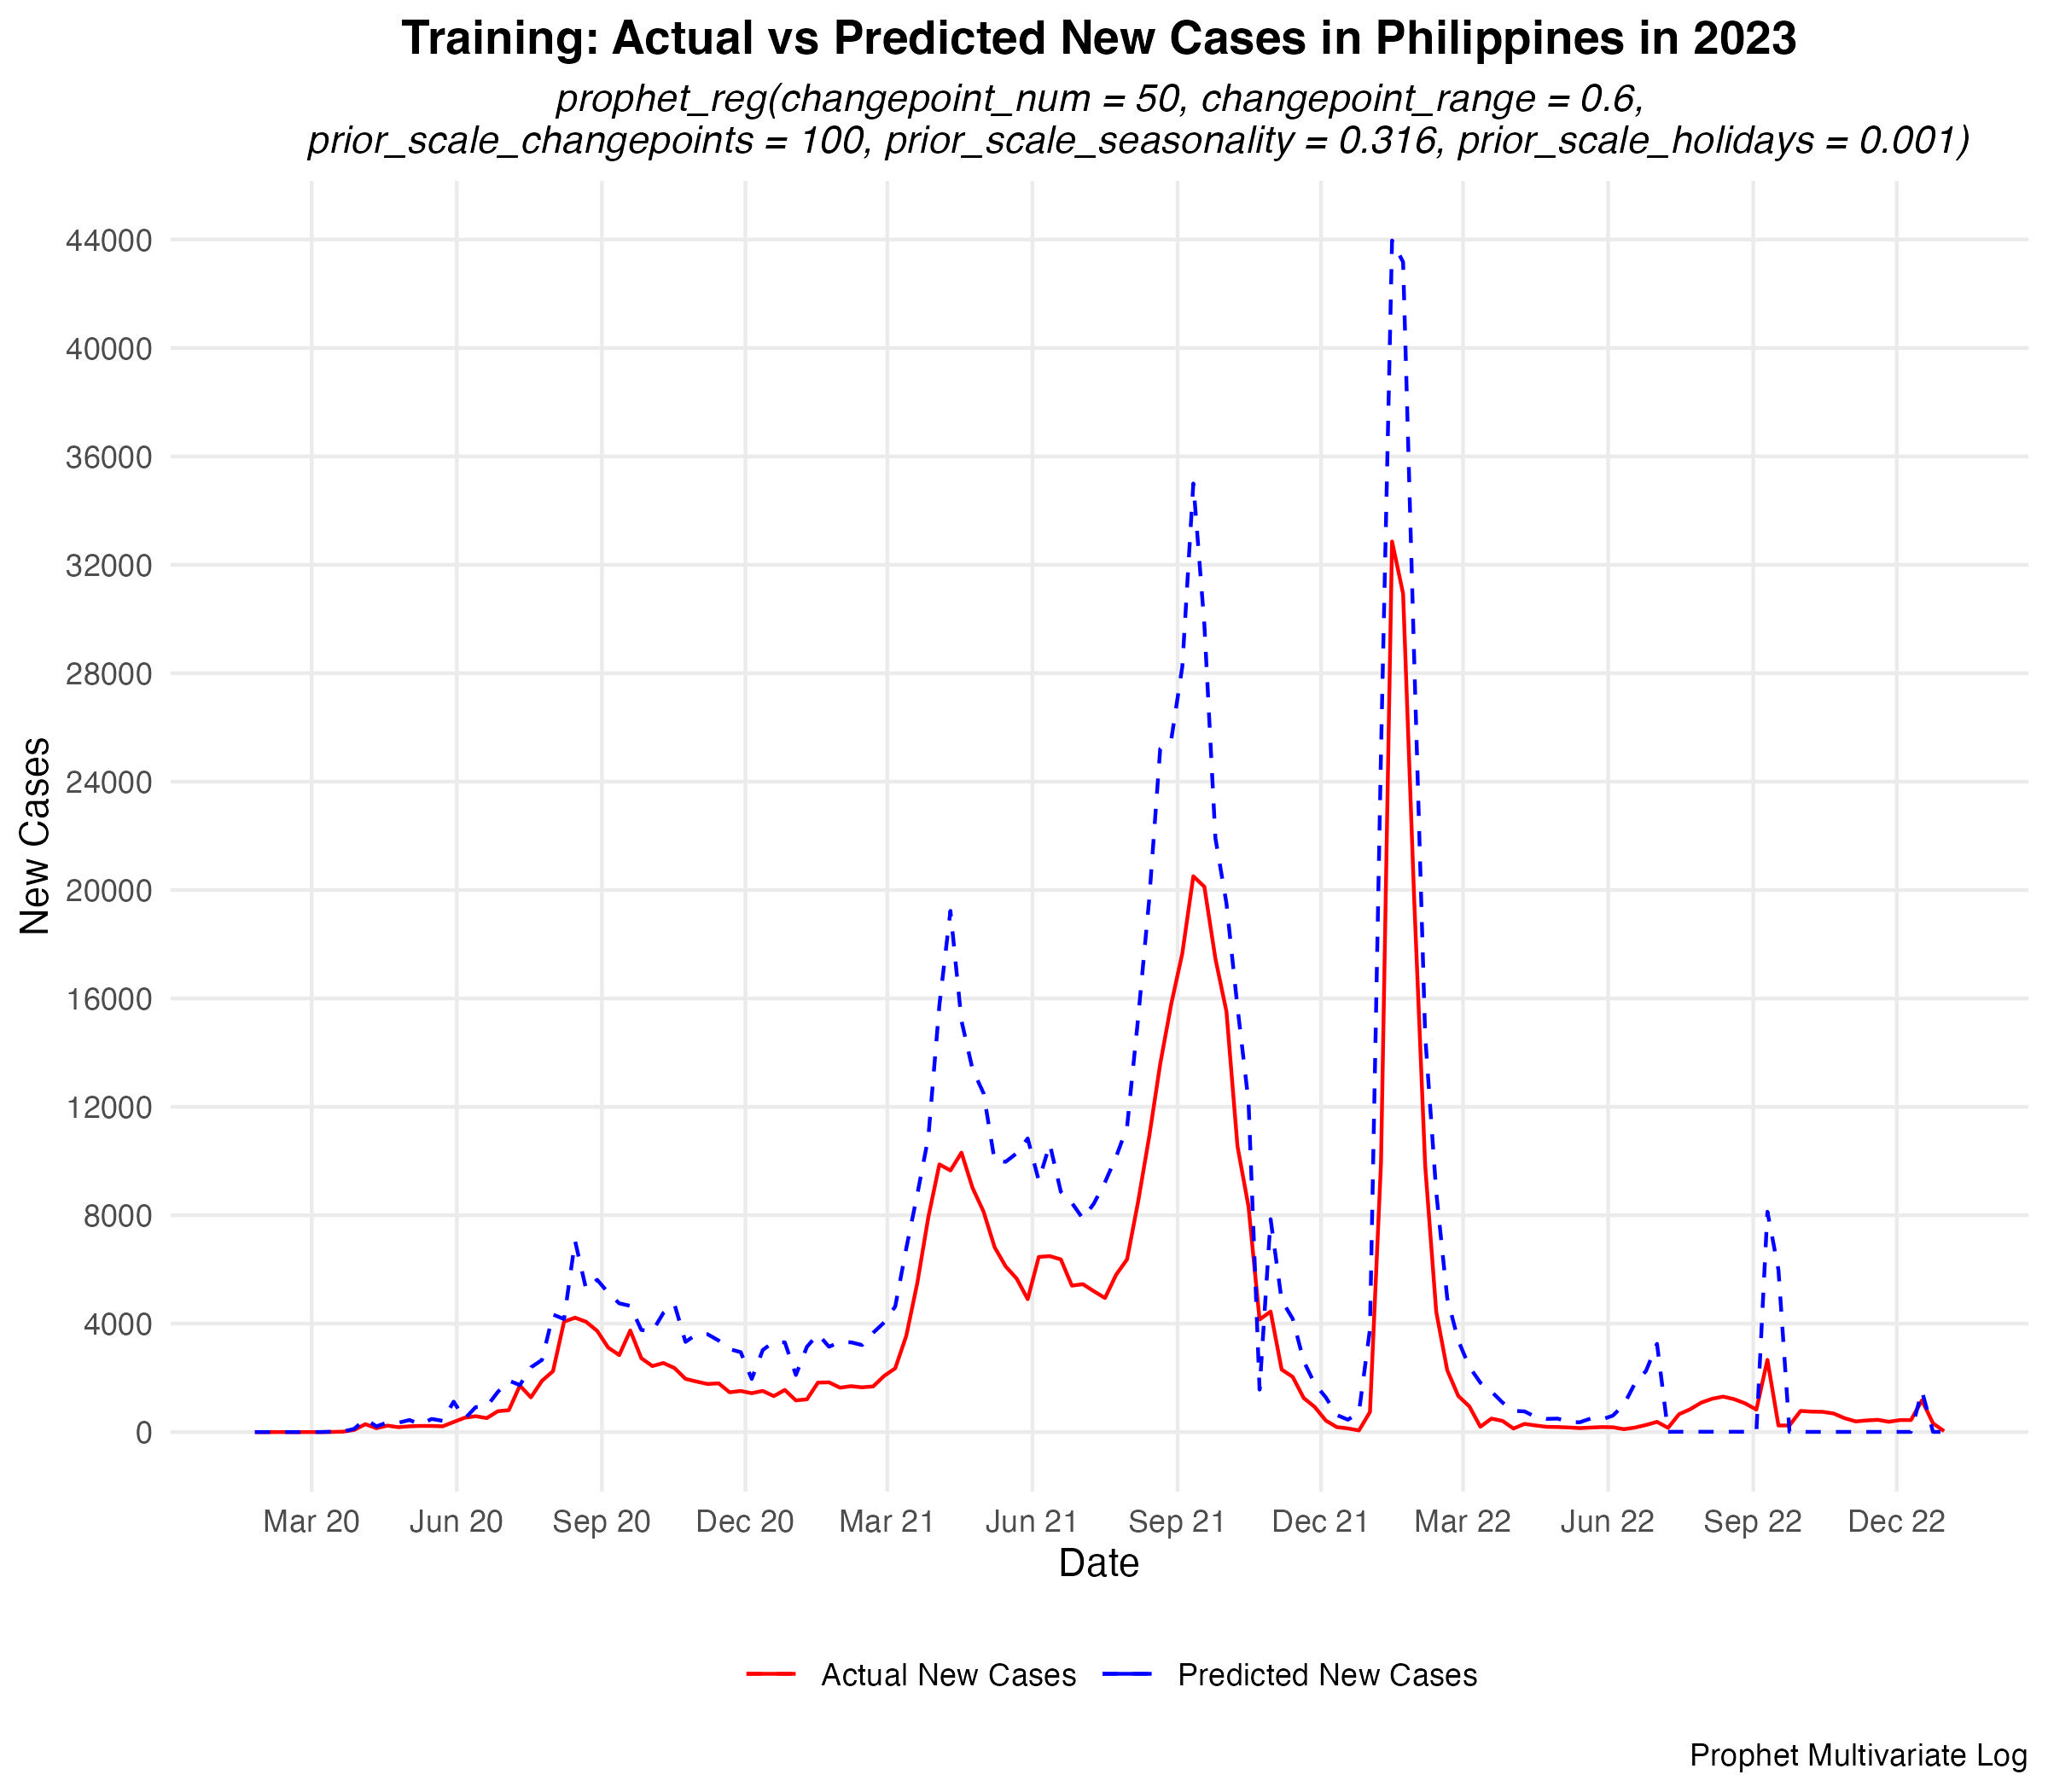 Training: Actual vs Predicted New Cases in Philippines in 2023
prophet_reg(changepoint_num = 50, changepoint_range = 0.6,
prior_scale_changepoints = 100, prior_scale_seasonality = 0.316, prior_scale_holidays = 0.001)
44000
40000
36000
32000
28000
24000
20000
16000
12000
8000
4000
0
New Cases
Mar 20 Jun 20 Sep 20 Dec 20 Mar 21 Jun 21 Sep 21 Dec 21 Mar 22 Jun 22 Sep 22 Dec 22
Date
Actual New Cases Predicted New Cases
Prophet Multivariate Log